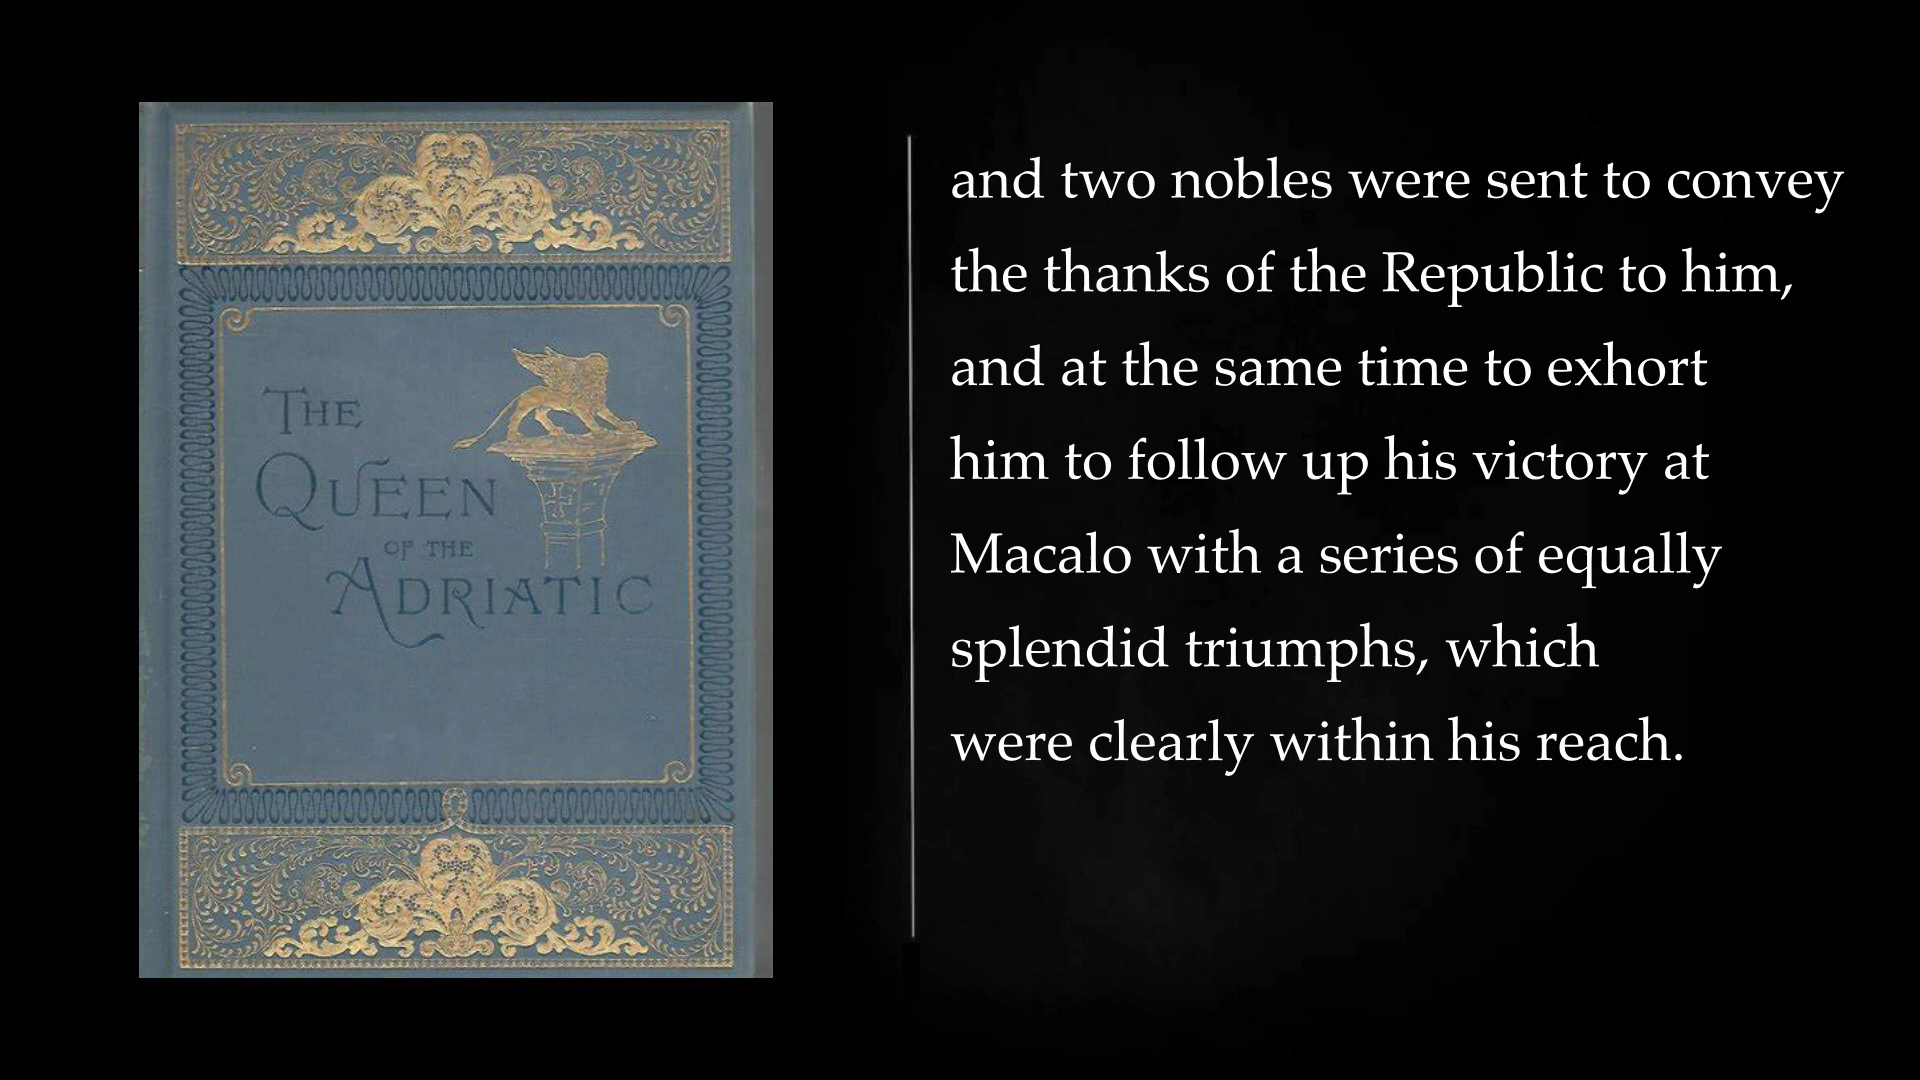 The
Queen
of the
Adriatic
and two nobles were sent to convey
the thanks of the Republic to him,
and at the same time to exhort
him to follow up his victory at
Macalo with a series of equally
splendid triumphs, which
were clearly within his reach.